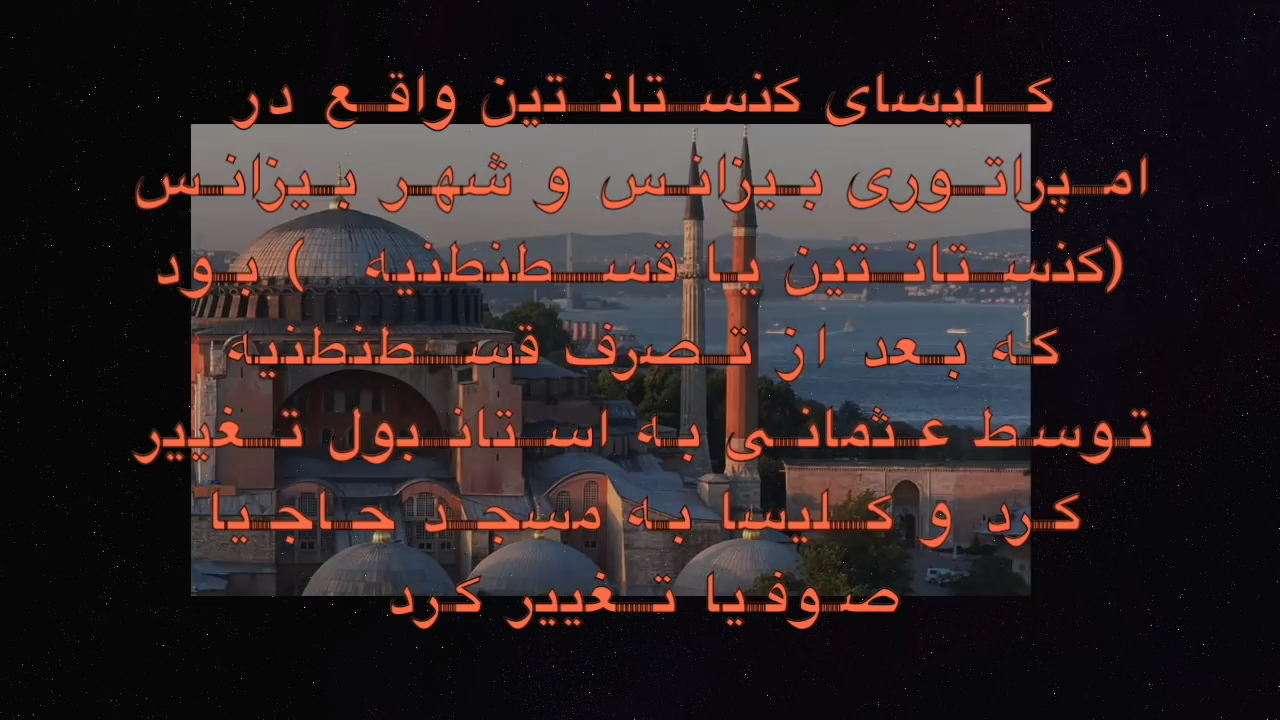 کلیسای کنستانتین واقع در
امپراتوری بیزانس و شهر بیزانس
(کنستانتین یا قسطنطنیه ) بود
که بعد از تصرف قسطنطنیه
توسط عثمانی به استانبول تغییر
کرد و کلیسا به مسجد حاجیا
صوفیا تغییر کرد